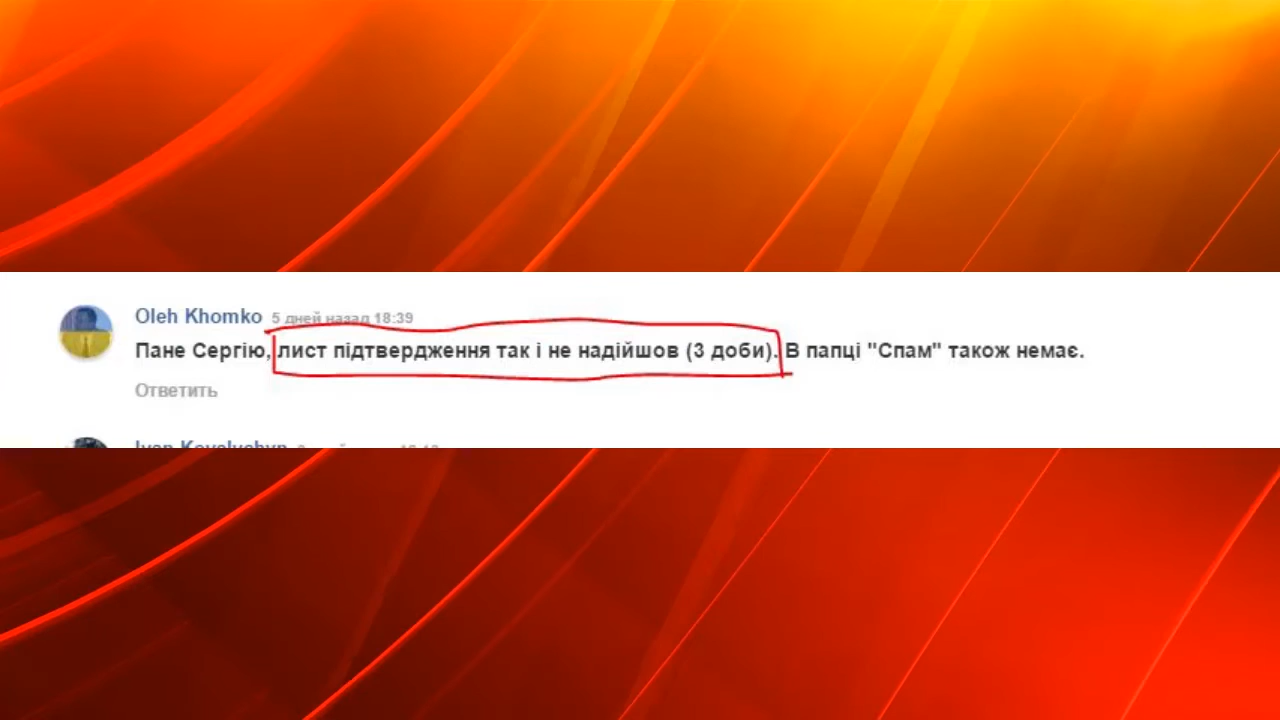 Oleh Khomko 5 дней назад 18:39
Пане Сергію, лист підтвердження так і не надійшов (3 доби). В папці "Спам" також немає.
Ответить